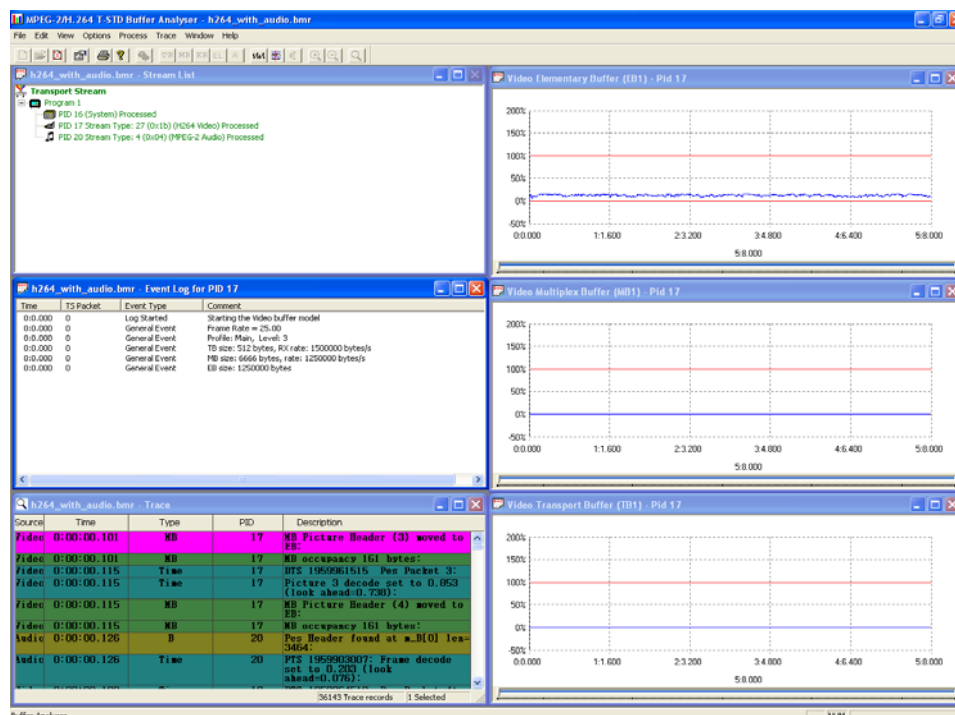 MPEG-2/H.264 T-STD Buffer Analyser - h264_with_audio.bmr
File Edit View Options Process Trace Window Help
h264_with_audio.bmr - Stream List
Transport Stream
Program 1
PID 16 (System) Processed
PID 17 Stream Type: 27 (0x1b) (H264 Video) Processed
PID 20 Stream Type: 4 (0x04) (MPEG-2 Audio) Processed
Video Elementary Buffer (EB1) - Pid 17
200%
150%
100%
50%
0%
-50%
0:0.000 1:1.600 2:3.200 3:4.800 4:6.400 5:8.000
5:8.000
h264_with_audio.bmr - Event Log for PID 17
Time TS Packet Event Type Comment
0:0.000 0 Log Started Starting the Video buffer model
0:0.000 0 General Event Frame Rate = 25.00
0:0.000 0 General Event Profile: Main, Level: 3
0:0.000 0 General Event TB size: 512 bytes, RX rate: 1500000 bytes/s
0:0.000 0 General Event MB size: 6666 bytes, rate: 1250000 bytes/s
0:0.000 0 General Event EB size: 1250000 bytes
Video Multiplex Buffer (MB1) - Pid 17
200%
150%
100%
50%
0%
-50%
0:0.000 1:1.600 2:3.200 3:4.800 4:6.400 5:8.000
5:8.000
h264_with_audio.bmr - Trace
Source Time Type PID Description
Video 0:00:00.101 MB 17 MB Picture Header (3) moved to
EB:
Video 0:00:00.101 MB 17 MB occupancy 161 bytes:
Video 0:00:00.115 Time 17 DTS 1959961515 Pes Packet 3:
Video 0:00:00.115 Time 17 Picture 3 decode set to 0.853
(look ahead=0.738):
Video 0:00:00.115 MB 17 MB Picture Header (4) moved to
EB:
Video 0:00:00.115 MB 17 MB occupancy 161 bytes:
Audio 0:00:00.126 B 20 Pes Header found at m_B[0] len=
3464:
Audio 0:00:00.126 Time 20 PTS 1959903007: Frame decode
set to 0.203 (look
ahead=0.076):
36143 Trace records 1 Selected
Video Transport Buffer (TB1) - Pid 17
200%
150%
100%
50%
0%
-50%
0:0.000 1:1.600 2:3.200 3:4.800 4:6.400 5:8.000
5:8.000